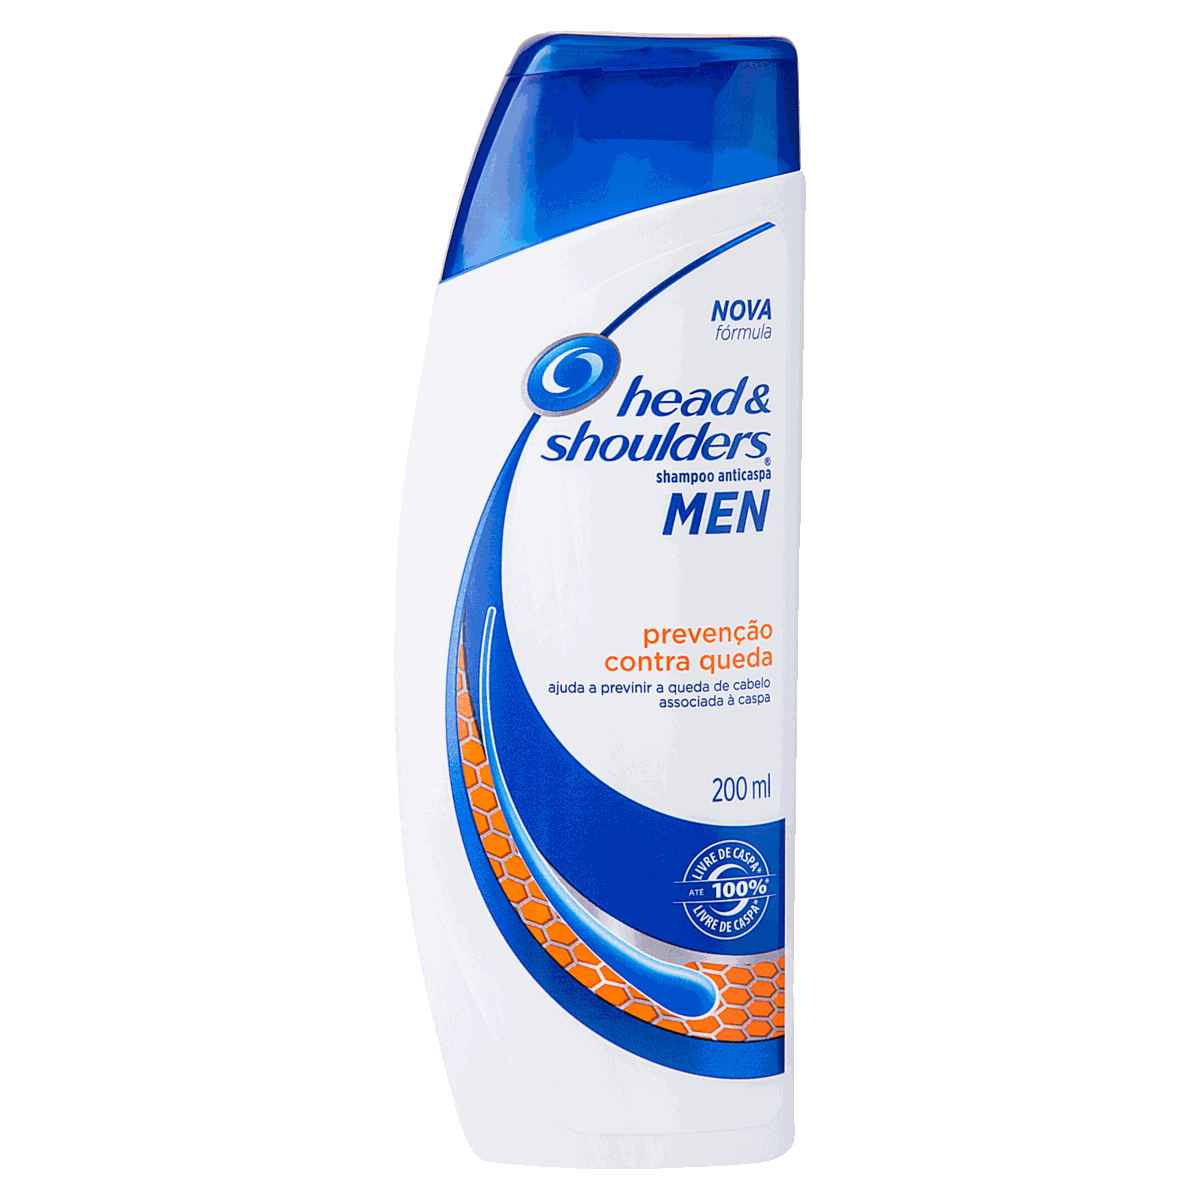 NOVA
fórmula
head &
shoulders®
shampoo anticaspa
MEN
prevenção
contra queda
ajuda a previnir a queda de cabelo
associada à caspa
200 ml
LIVRE DE CASPA*
ATÉ 100%*
LIVRE DE CASPA*